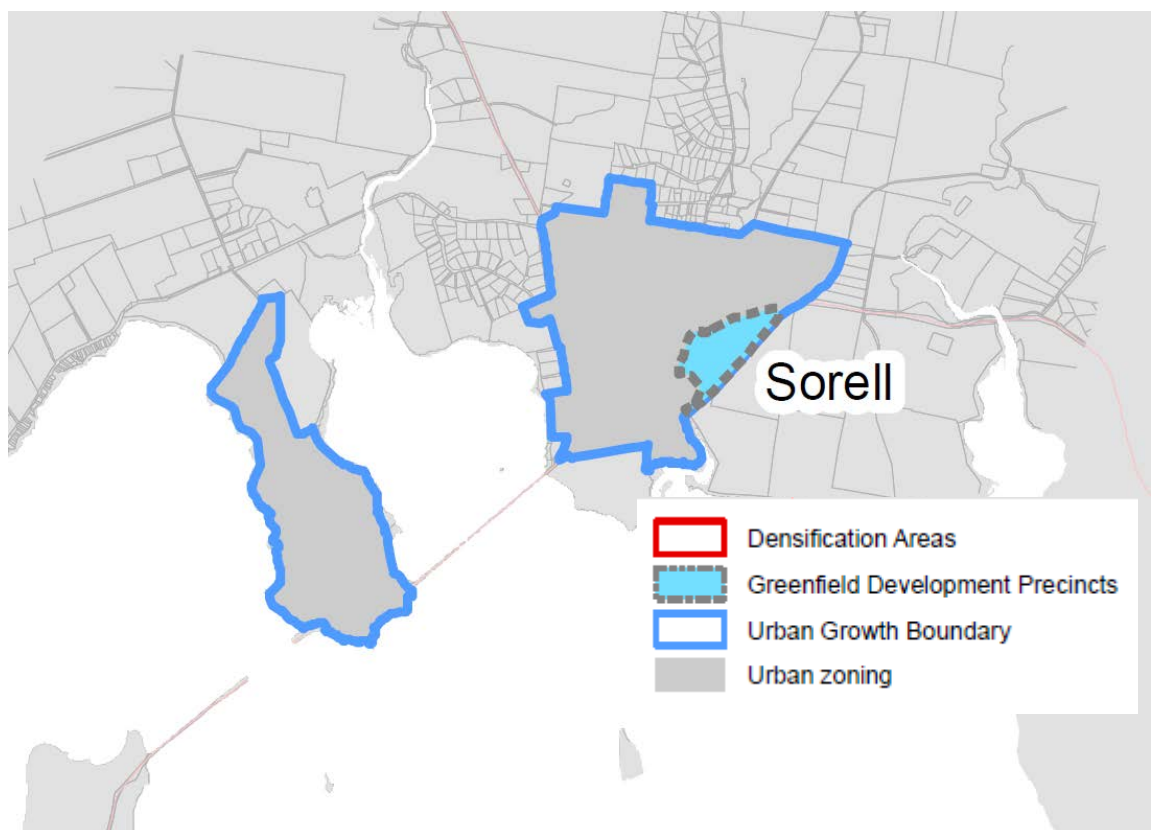 Sorell
Densification Areas
Greenfield Development Precincts
Urban Growth Boundary
Urban zoning